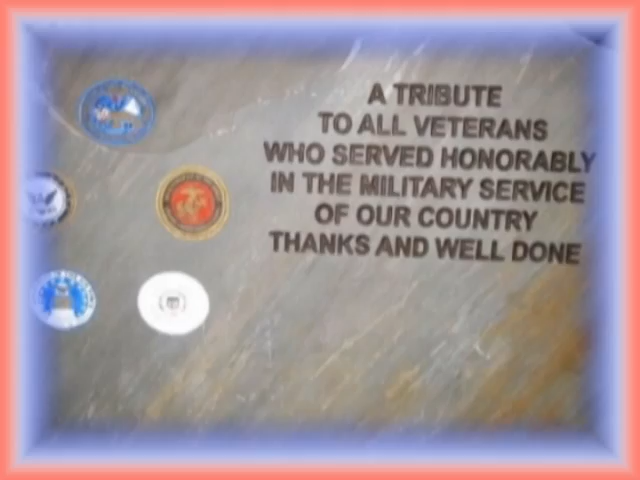 A TRIBUTE
TO ALL VETERANS
WHO SERVED HONORABLY
IN THE MILITARY SERVICE
OF OUR COUNTRY
THANKS AND WELL DONE